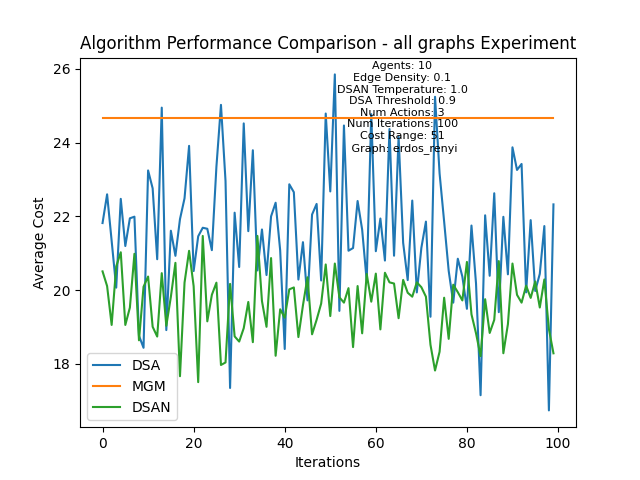 Algorithm Performance Comparison - all graphs Experiment
Agents: 10
Edge Density: 0.1
DSAN Temperature: 1.0
DSA Threshold: 0.9
Num Actions: 3
Num Iterations: 100
Cost Range: 51
Graph: erdos_renyi
26
24
22
20
18
Average Cost
DSA
MGM
DSAN
0
20
40
60
80
100
Iterations